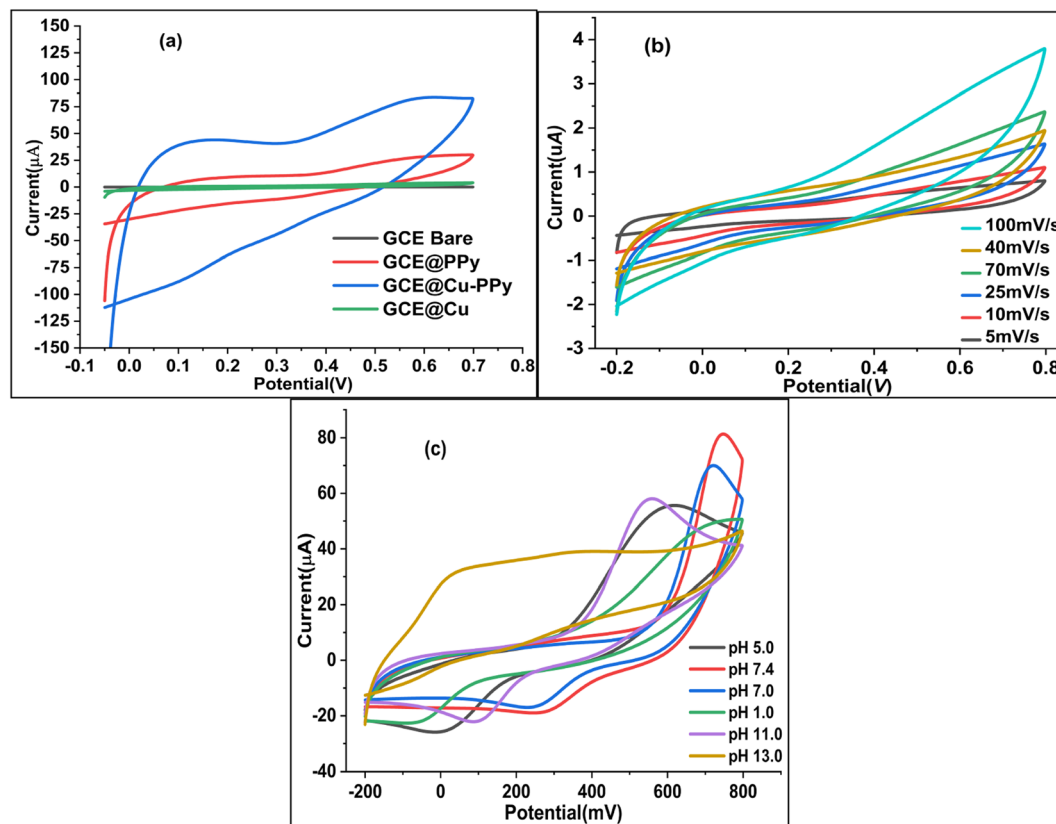 (a)
150
125
100
75
50
25
0
-25
-50
-75
-100
-125
-150
Current(μA)
GCE Bare
GCE@PPy
GCE@Cu-PPy
GCE@Cu
-0.1 0.0 0.1 0.2 0.3 0.4 0.5 0.6 0.7 0.8
Potential(V)
(b)
4
3
2
1
0
-1
-2
-3
Current(uA)
100mV/s
40mV/s
70mV/s
25mV/s
10mV/s
5mV/s
-0.2 0.0 0.2 0.4 0.6 0.8
Potential(V)
(c)
80
60
40
20
0
-20
-40
Current(μA)
pH 5.0
pH 7.4
pH 7.0
pH 1.0
pH 11.0
pH 13.0
-200 0 200 400 600 800
Potential(mV)